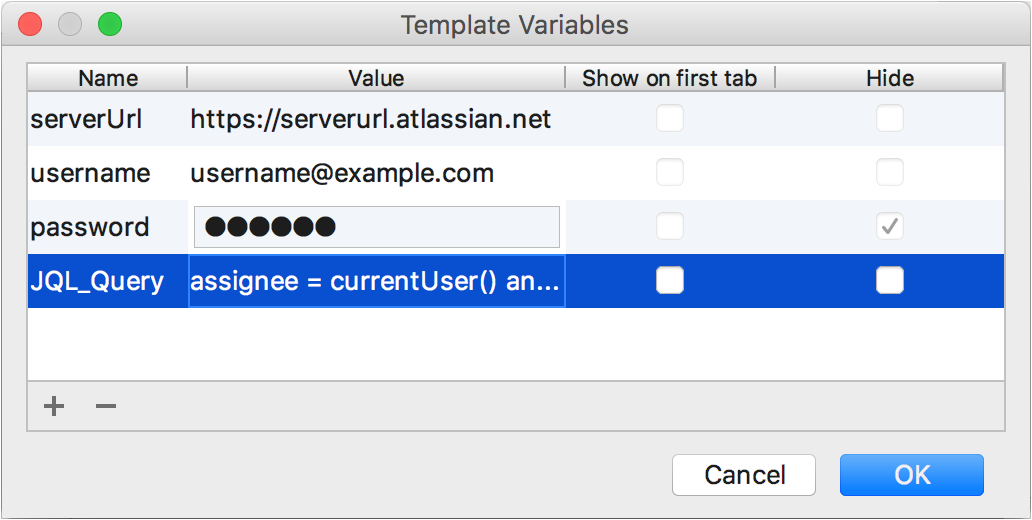 Template Variables
Name Value Show on first tab Hide
serverUrl https://serverurl.atlassian.net
username username@example.com
password ●●●●●●
JQL_Query assignee = currentUser() an...
Cancel OK